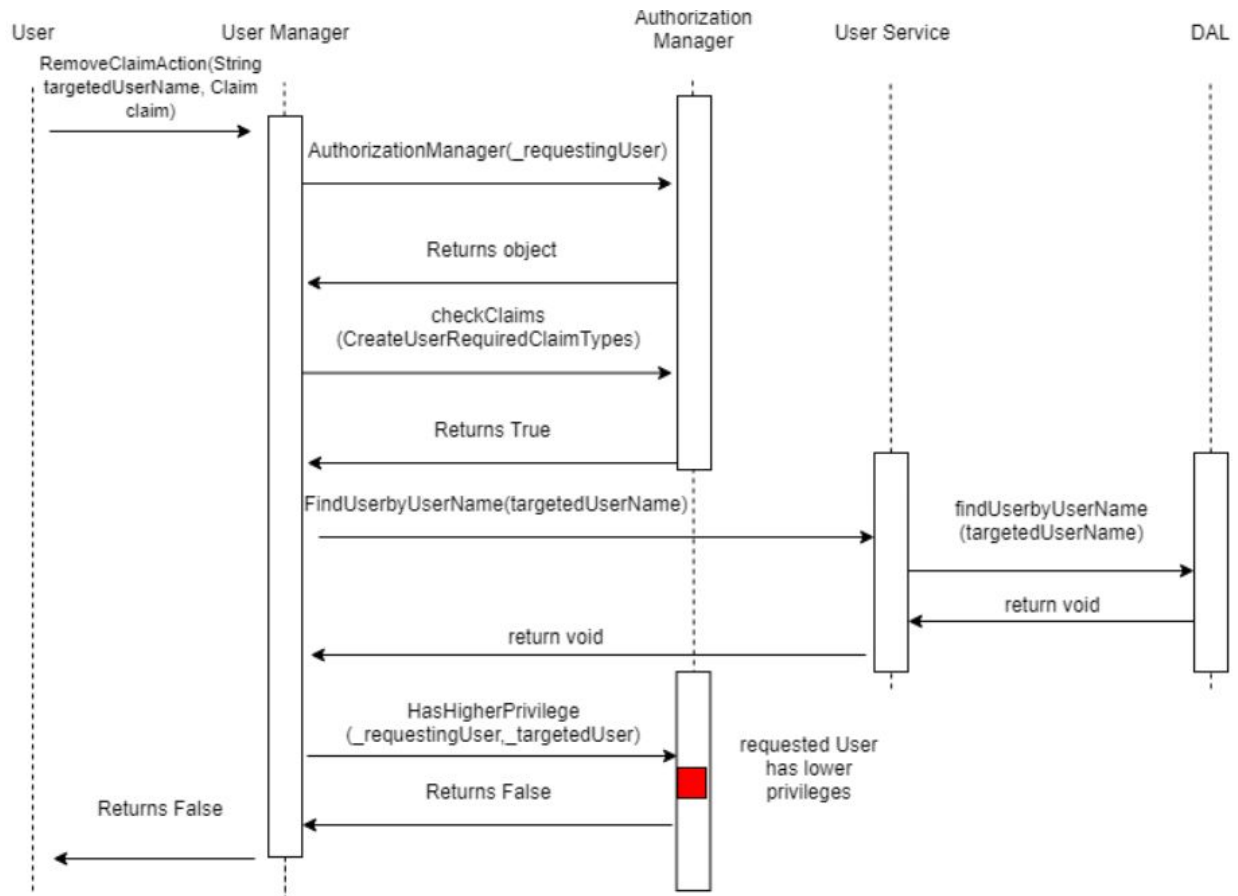 User
User Manager
Authorization
Manager
User Service
DAL
RemoveClaimAction(String
targetedUserName, Claim
claim)
AuthorizationManager(_requestingUser)
Returns object
checkClaims
(CreateUserRequiredClaimTypes)
Returns True
FindUserbyUserName(targetedUserName)
findUserbyUserName
(targetedUserName)
return void
return void
HasHigherPrivilege
(_requestingUser,_targetedUser)
requested User
has lower
privileges
Returns False
Returns False